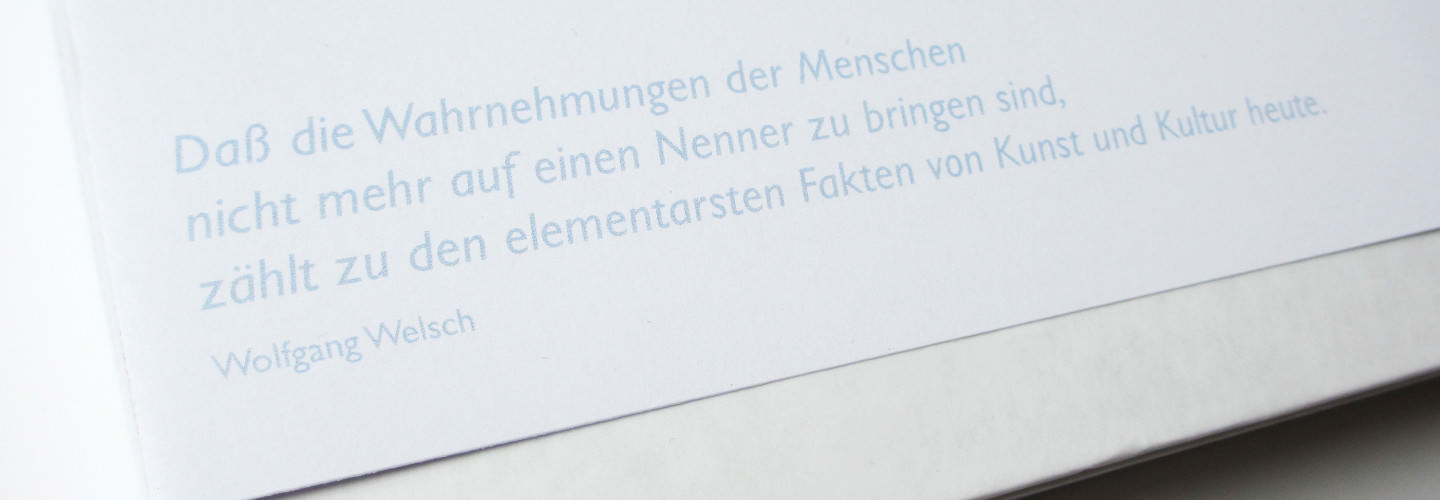 Daß die Wahrnehmungen der Menschen
nicht mehr auf einen Nenner zu bringen sind,
zählt zu den elementarsten Fakten von Kunst und Kultur heute.
Wolfgang Welsch